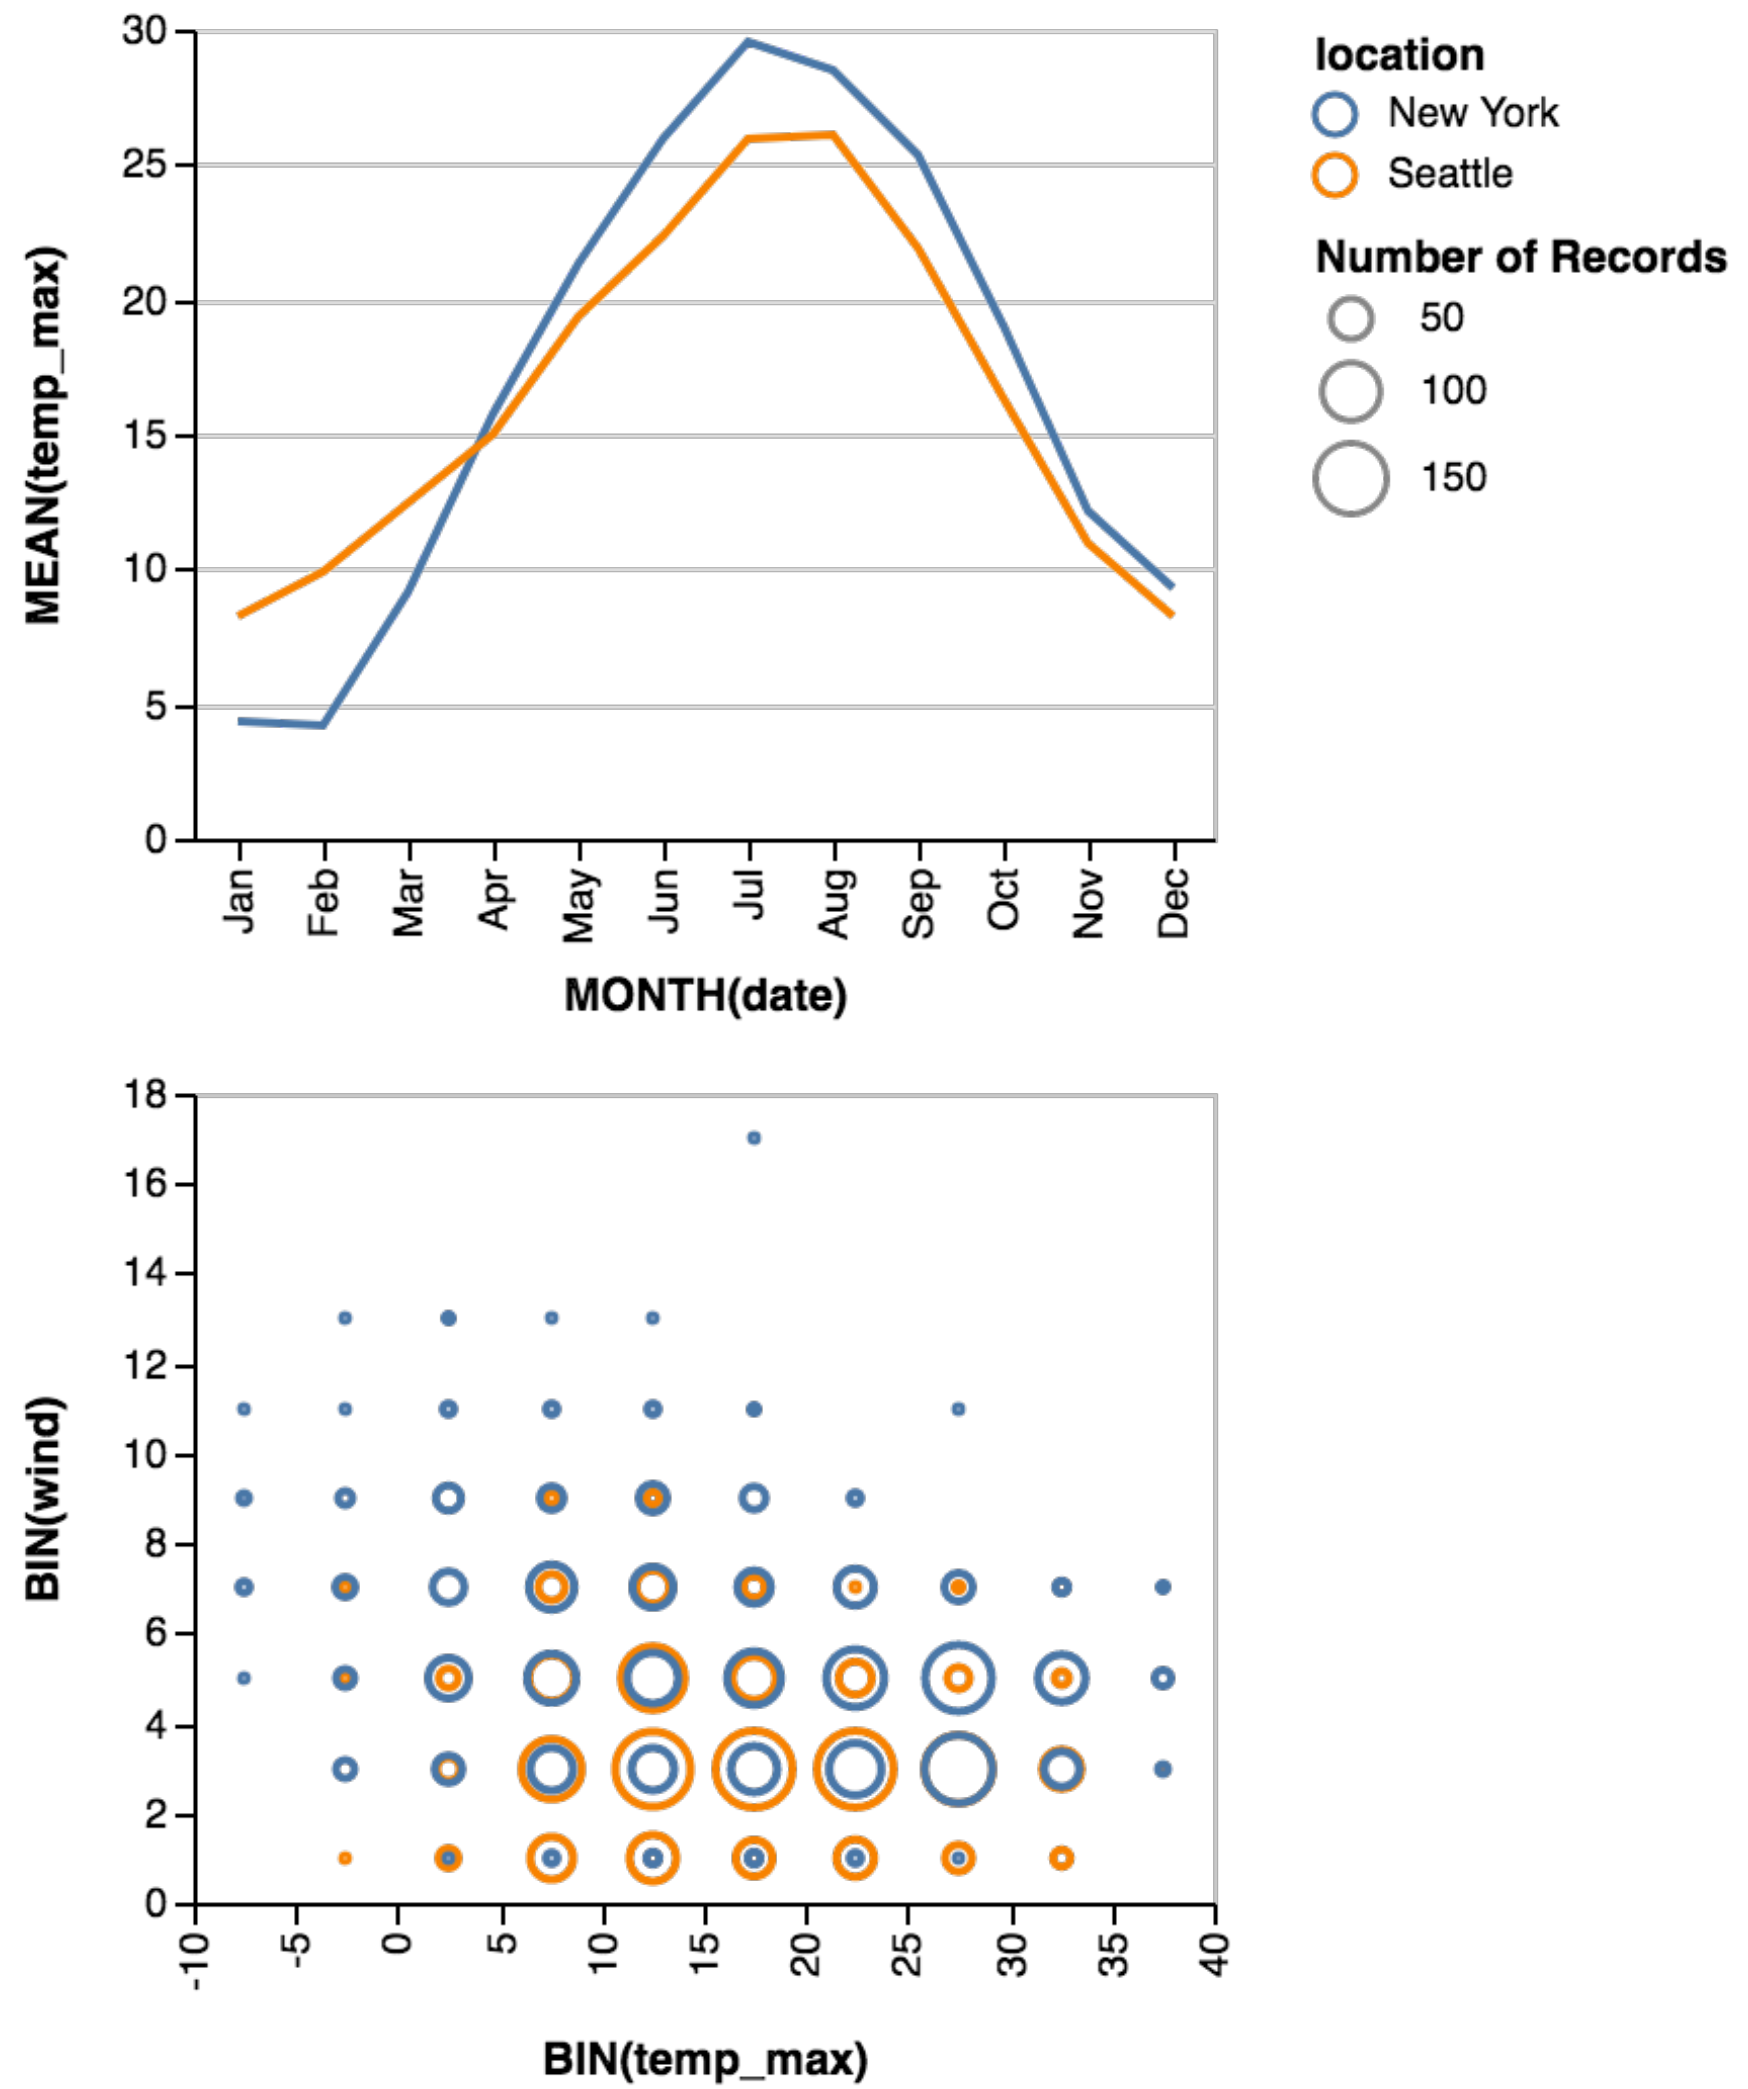 30
25
20
15
10
5
0
MEAN(temp_max)
Jan Feb Mar Apr May Jun Jul Aug Sep Oct Nov Dec
MONTH(date)
location
New York
Seattle
Number of Records
50
100
150
18
16
14
12
10
8
6
4
2
0
BIN(wind)
-10 -5 0 5 10 15 20 25 30 35 40
BIN(temp_max)